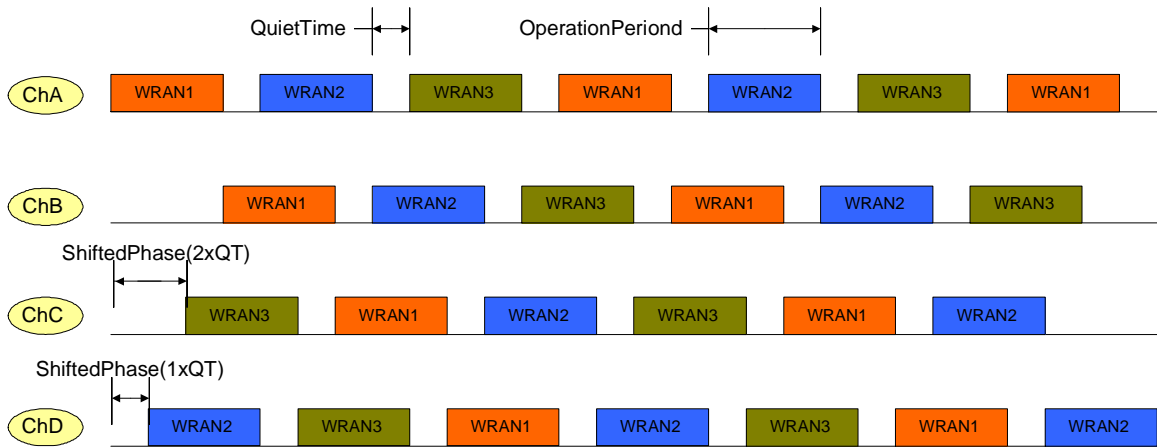 QuietTime
OperationPeriond
ChA
WRAN1 WRAN2 WRAN3 WRAN1 WRAN2 WRAN3 WRAN1
ChB
WRAN1 WRAN2 WRAN3 WRAN1 WRAN2 WRAN3
ShiftedPhase(2xQT)
ChC
WRAN3 WRAN1 WRAN2 WRAN3 WRAN1 WRAN2
ShiftedPhase(1xQT)
ChD
WRAN2 WRAN3 WRAN1 WRAN2 WRAN3 WRAN1 WRAN2